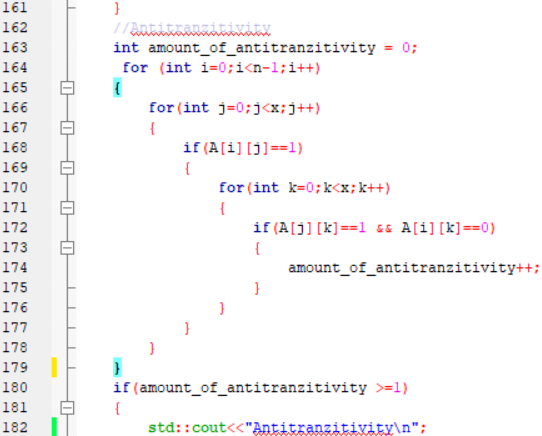 161 }
162 //Antitranzitivity
163 int amount_of_antitranzitivity = 0;
164 for (int i=0;i<n-1;i++)
165 {
166 for(int j=0;j<x;j++)
167 {
168 if(A[i][j]==1)
169 {
170 for(int k=0;k<x;k++)
171 {
172 if(A[j][k]==1 && A[i][k]==0)
173 {
174 amount_of_antitranzitivity++;
175 }
176 }
177 }
178 }
179 }
180 if(amount_of_antitranzitivity >=1)
181 {
182 std::cout<<"Antitranzitivity\n";